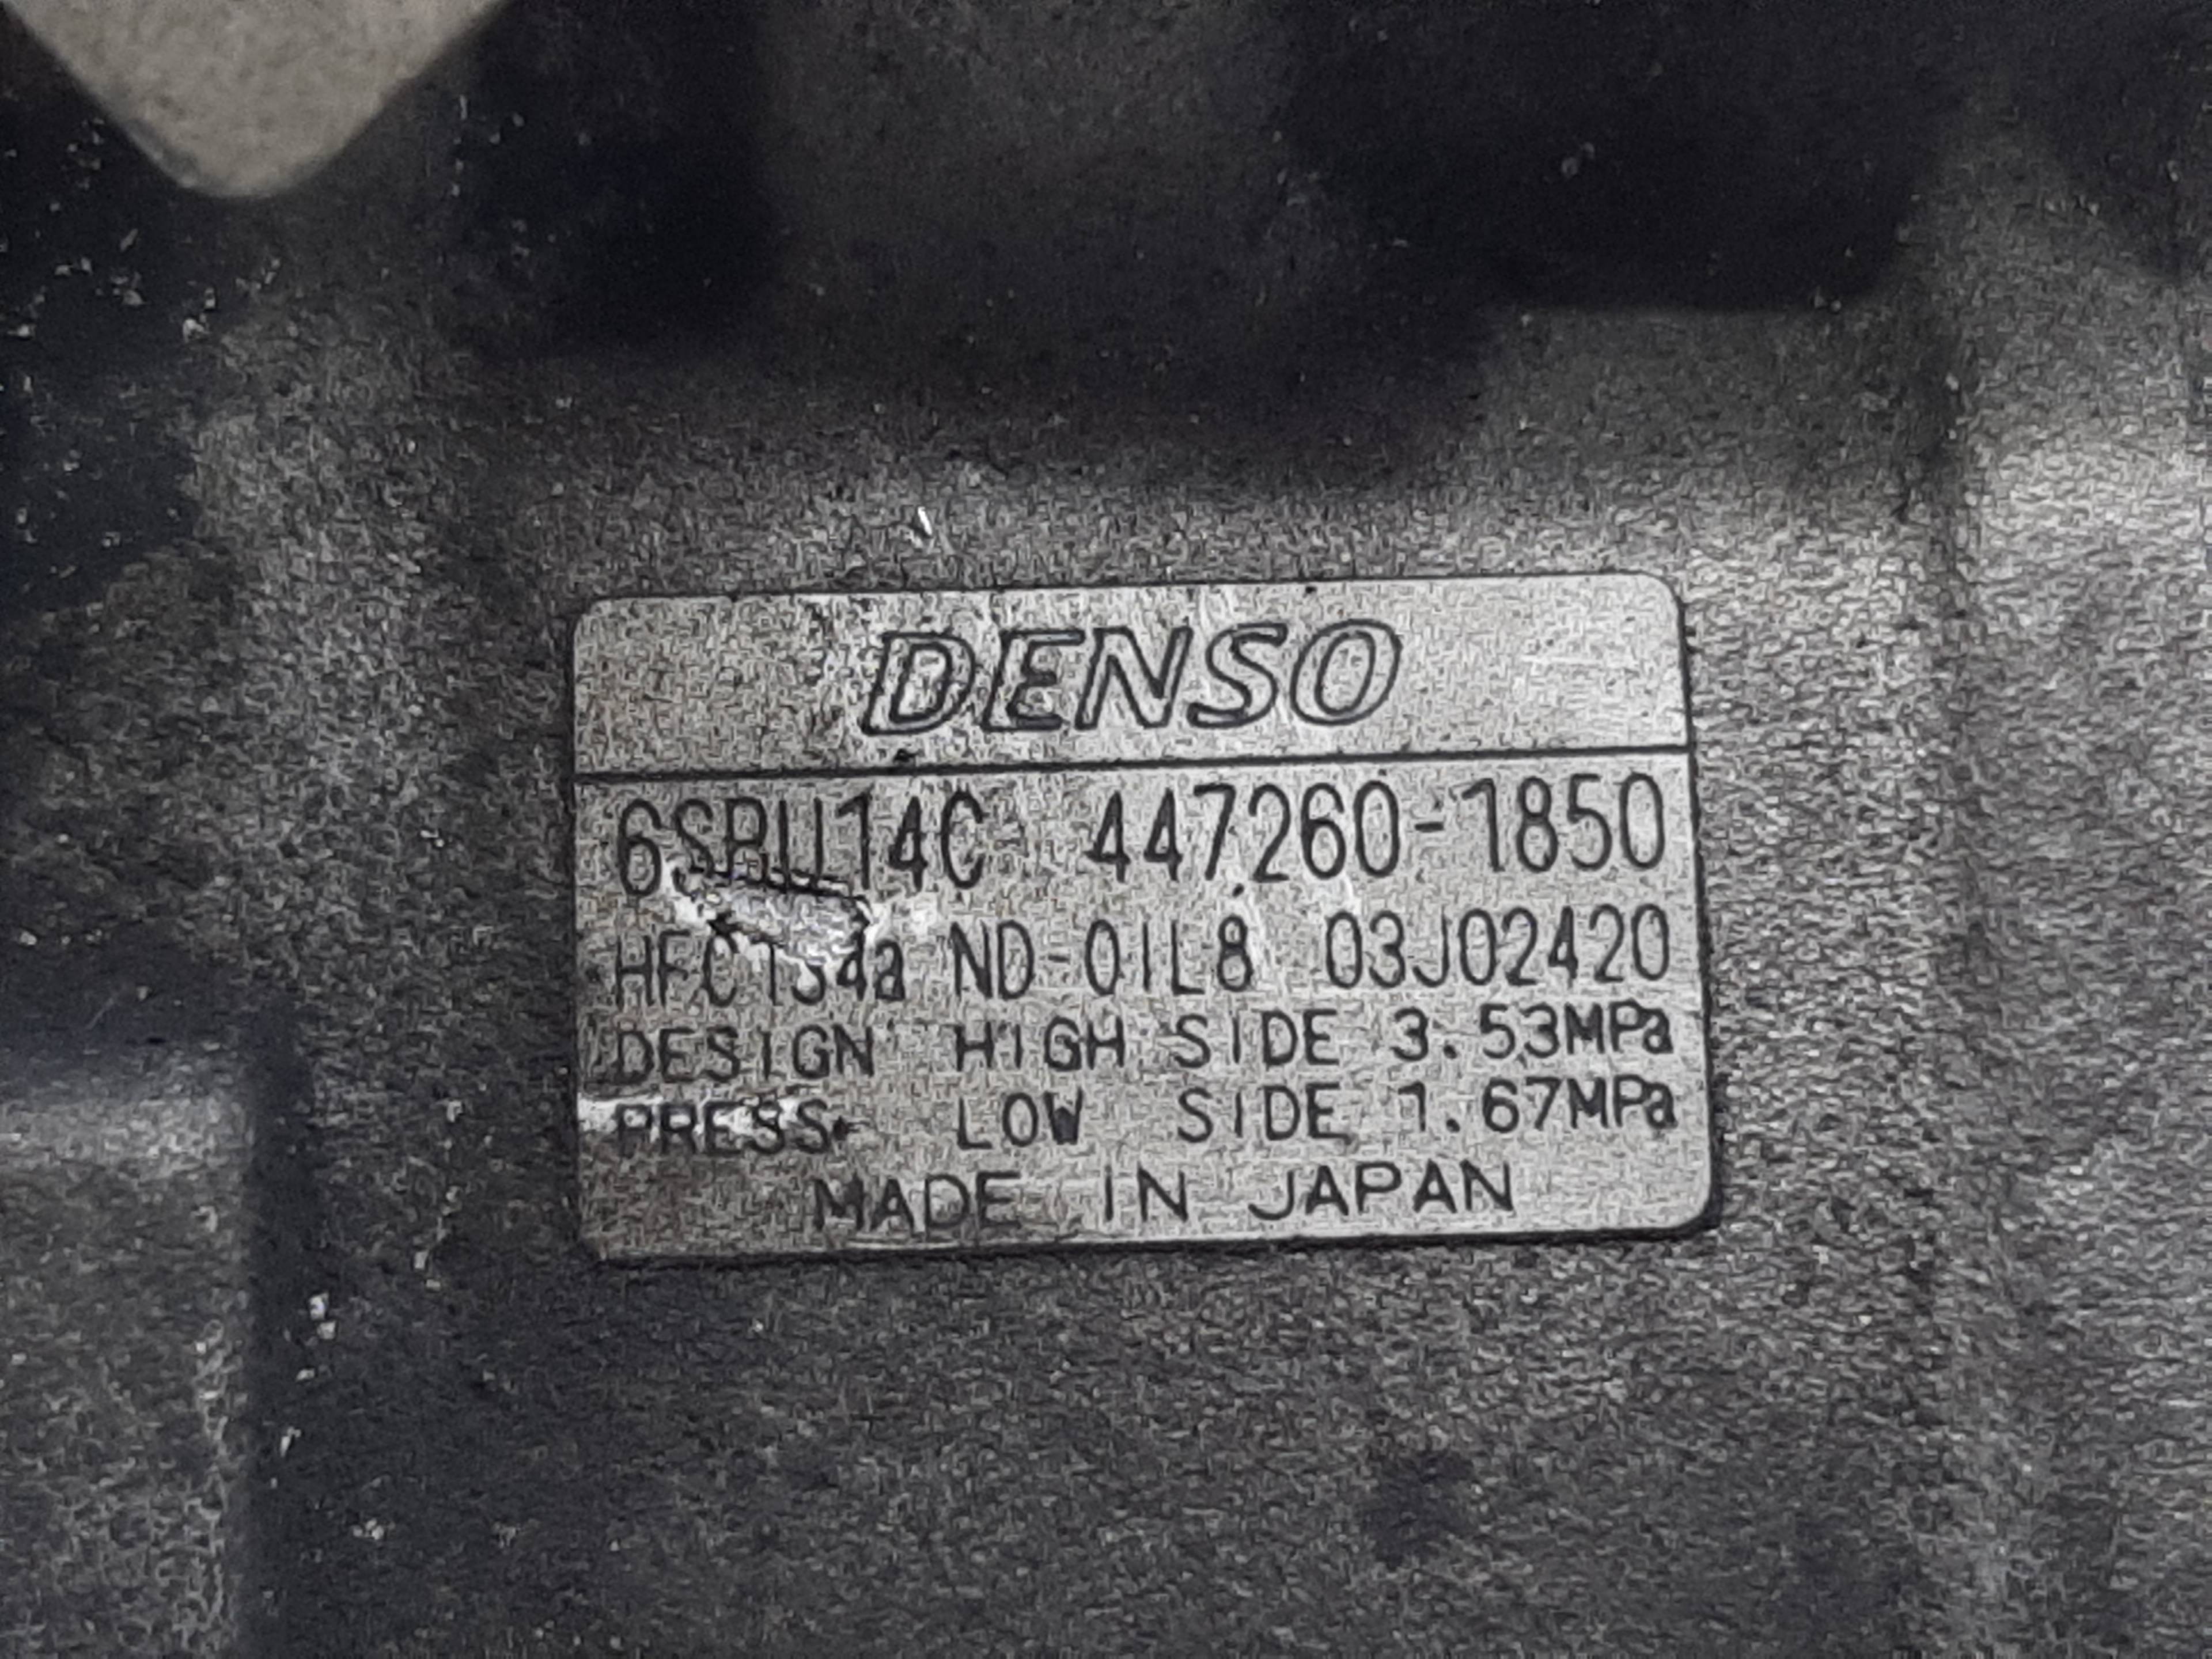 DENSO
6SBU14C 447260-1850
HFC134a ND-OIL8 03J02420
DESIGN HIGH SIDE 3.53MPa
PRESS. LOW SIDE 1.67MPa
MADE IN JAPAN